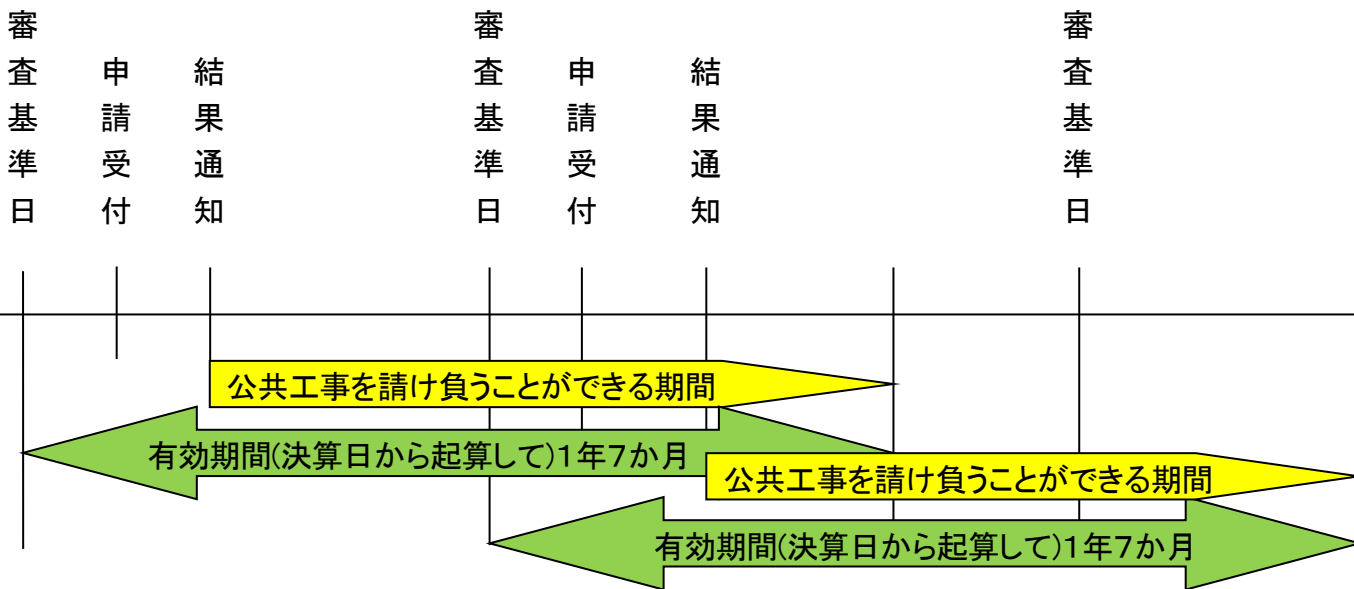 審査基準日
申請受付
結果通知
審査基準日
申請受付
結果通知
審査基準日
公共工事を請け負うことができる期間
有効期間(決算日から起算して)1年7か月
公共工事を請け負うことができる期間
有効期間(決算日から起算して)1年7か月